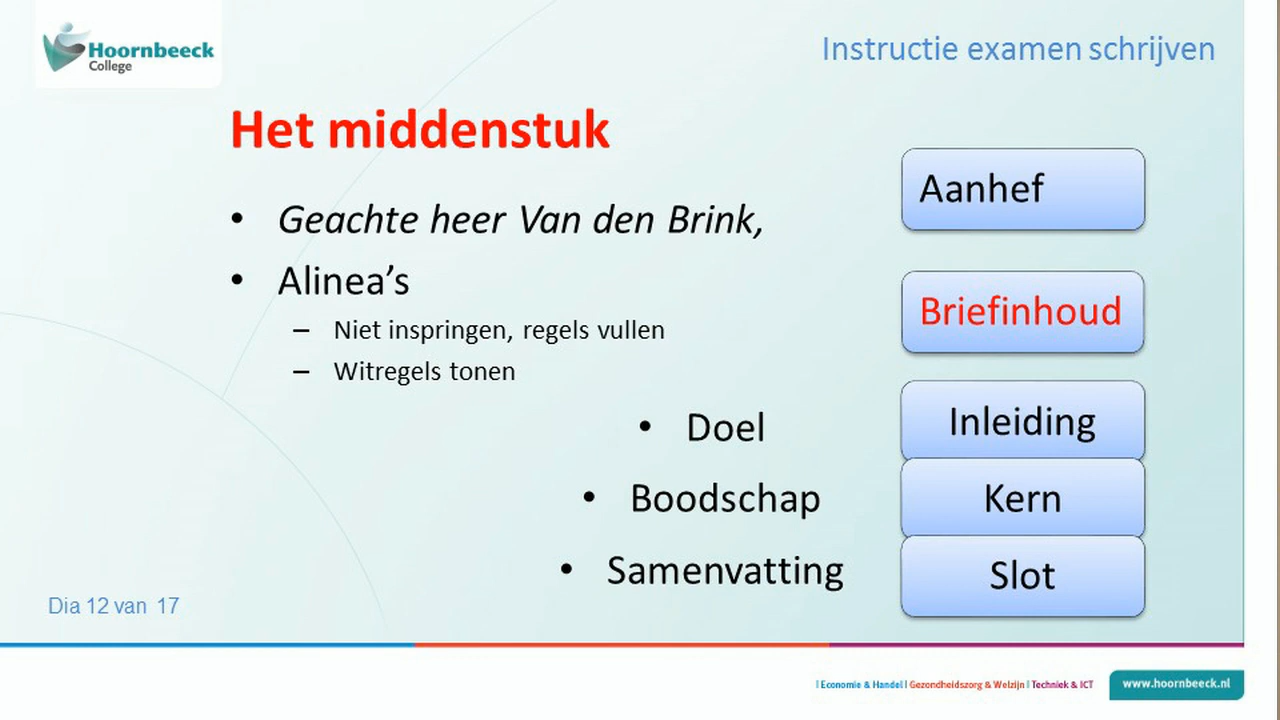 Hoornbeeck
College
Instructie examen schrijven
Het middenstuk
• Geachte heer Van den Brink,
• Alinea’s
– Niet inspringen, regels vullen
– Witregels tonen
• Doel
• Boodschap
• Samenvatting
Aanhef
Briefinhoud
Inleiding
Kern
Slot
Dia 12 van 17
| Economie & Handel | Gezondheidszorg & Welzijn | Techniek & ICT
www.hoornbeeck.nl